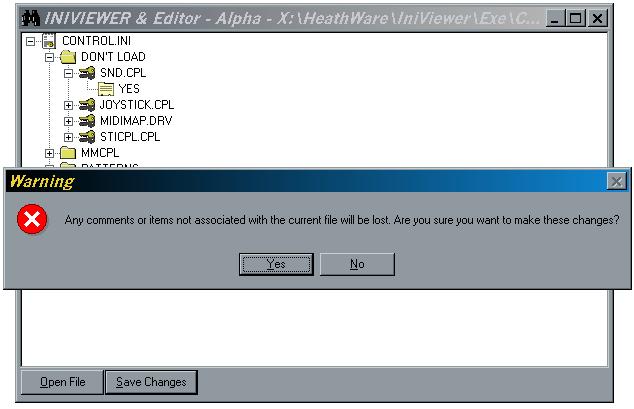 INIVIEWER & Editor - Alpha - X:\HeathWare\IniViewer\Exe\C...
CONTROL.INI
DON'T LOAD
SND.CPL
YES
JOYSTICK.CPL
MIDIMAP.DRV
STICPL.CPL
MMCPL
PATTERNS
Warning
Any comments or items not associated with the current file will be lost. Are you sure you want to make these changes?
Yes No
Open File Save Changes